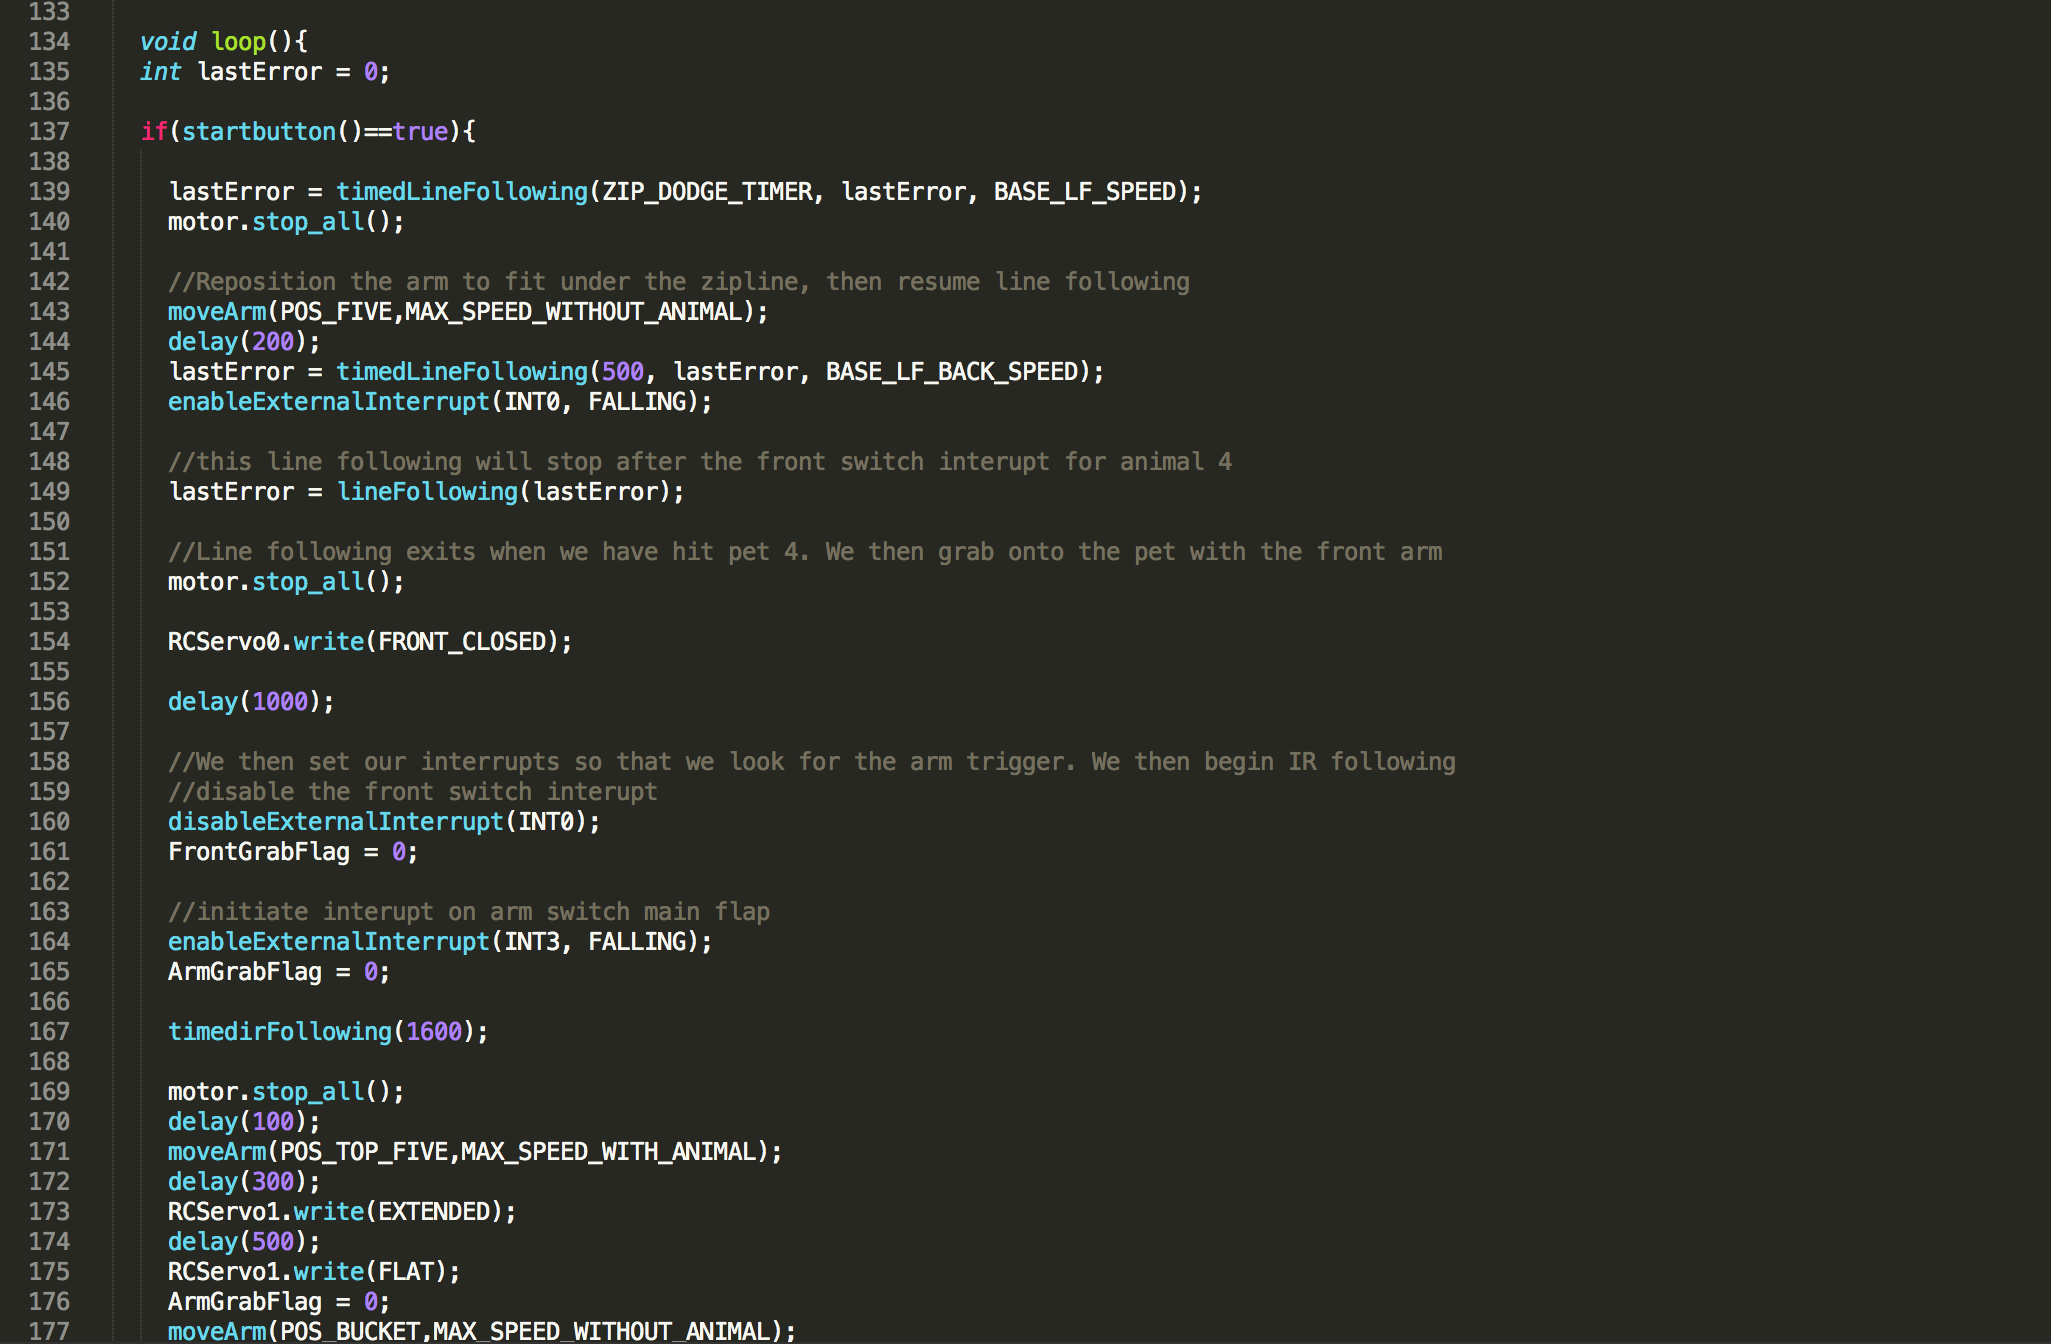 133
134 void loop(){
135 int lastError = 0;
136
137 if(startbutton()==true){
138
139 lastError = timedLineFollowing(ZIP_DODGE_TIMER, lastError, BASE_LF_SPEED);
140 motor.stop_all();
141
142 //Reposition the arm to fit under the zipline, then resume line following
143 moveArm(POS_FIVE,MAX_SPEED_WITHOUT_ANIMAL);
144 delay(200);
145 lastError = timedLineFollowing(500, lastError, BASE_LF_BACK_SPEED);
146 enableExternalInterrupt(INT0, FALLING);
147
148 //this line following will stop after the front switch interupt for animal 4
149 lastError = lineFollowing(lastError);
150
151 //Line following exits when we have hit pet 4. We then grab onto the pet with the front arm
152 motor.stop_all();
153
154 RCServo0.write(FRONT_CLOSED);
155
156 delay(1000);
157
158 //We then set our interrupts so that we look for the arm trigger. We then begin IR following
159 //disable the front switch interupt
160 disableExternalInterrupt(INT0);
161 FrontGrabFlag = 0;
162
163 //initiate interupt on arm switch main flap
164 enableExternalInterrupt(INT3, FALLING);
165 ArmGrabFlag = 0;
166
167 timedirFollowing(1600);
168
169 motor.stop_all();
170 delay(100);
171 moveArm(POS_TOP_FIVE,MAX_SPEED_WITH_ANIMAL);
172 delay(300);
173 RCServo1.write(EXTENDED);
174 delay(500);
175 RCServo1.write(FLAT);
176 ArmGrabFlag = 0;
177 moveArm(POS_BUCKET,MAX_SPEED_WITHOUT_ANIMAL);